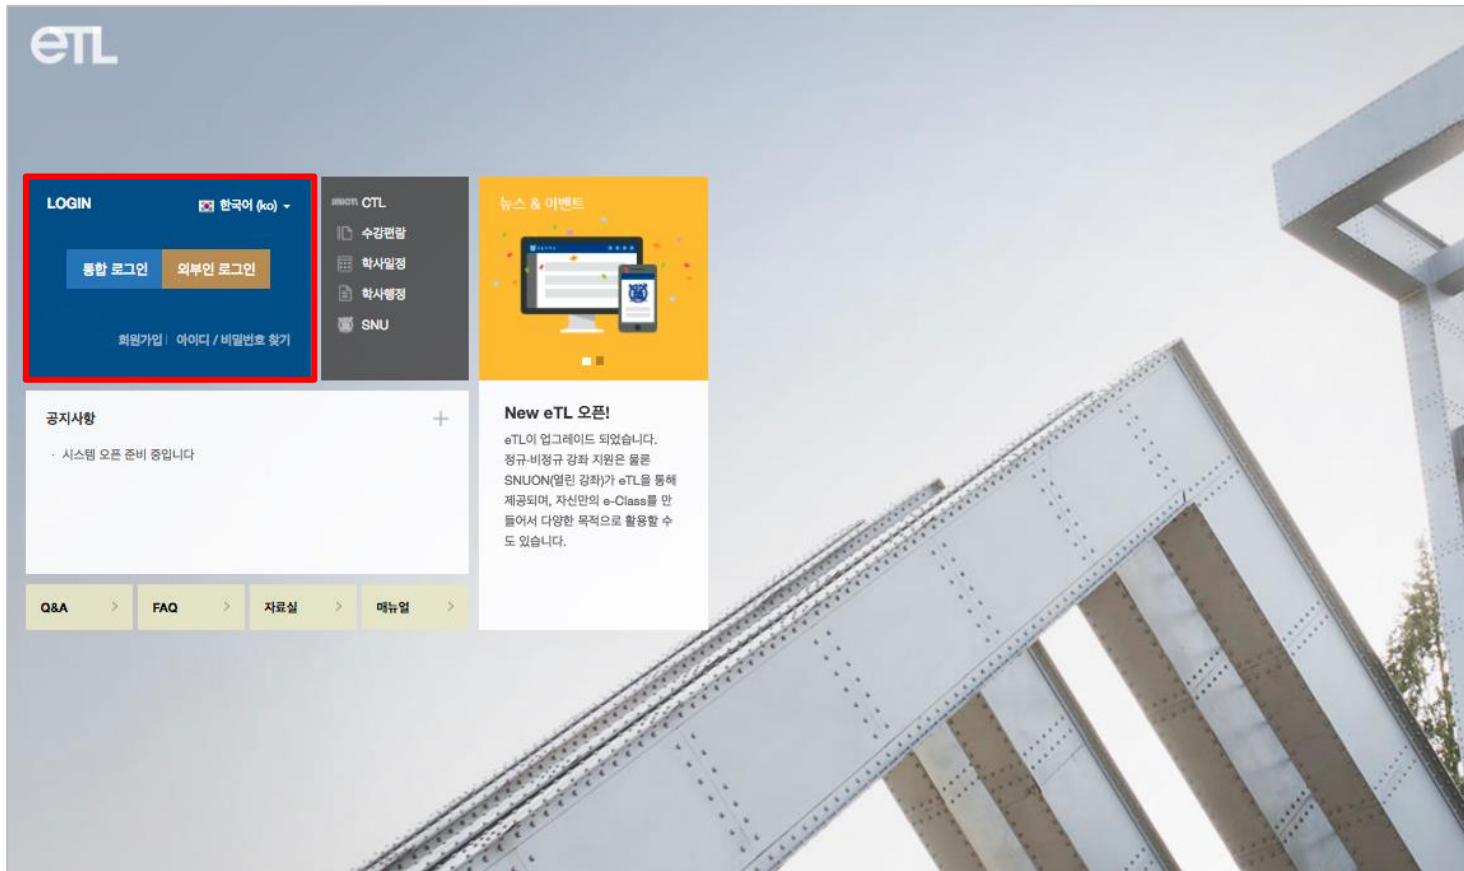 eTL
LOGIN
한국어 (ko)
통합 로그인
외부인 로그인
회원가입
아이디 / 비밀번호 찾기
CTL
수강편람
학사일정
학사행정
SNU
뉴스 & 이벤트
공지사항
· 시스템 오픈 준비 중입니다
New eTL 오픈!
eTL이 업그레이드 되었습니다.
정규·비정규 강좌 지원은 물론
SNUON(열린 강좌)가 eTL을 통해
제공되며, 자신만의 e-Class를 만
들어서 다양한 목적으로 활용할 수
도 있습니다.
Q&A
FAQ
자료실
매뉴얼